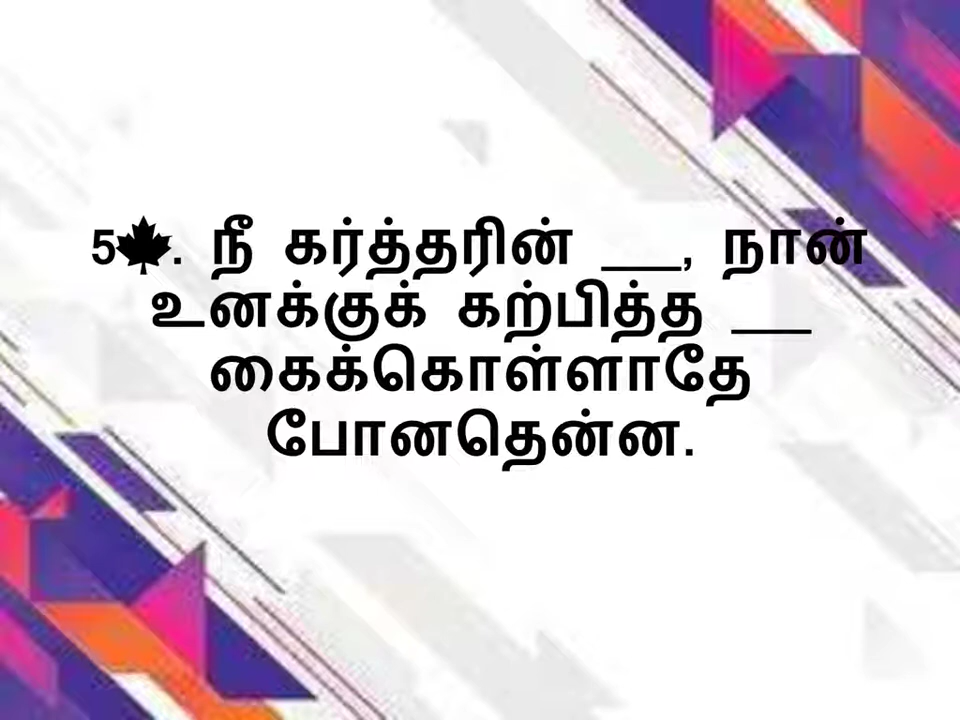 5🍁. நீ கர்த்தரின் ___, நான்
உனக்குக் கற்பித்த ___
கைக்கொள்ளாதே
போனதென்ன.